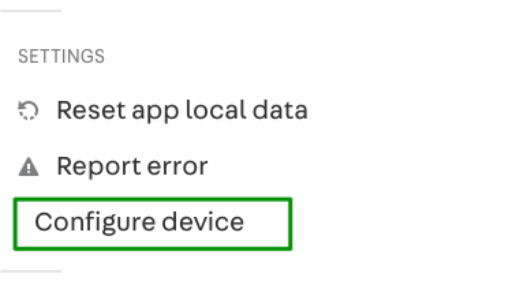 SETTINGS
Reset app local data
Report error
Configure device